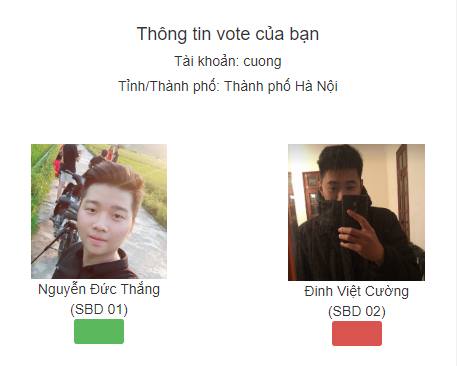 Thông tin vote của bạn
Tài khoản: cuong
Tỉnh/Thành phố: Thành phố Hà Nội
Nguyễn Đức Thắng
(SBD 01)
Đinh Việt Cường
(SBD 02)